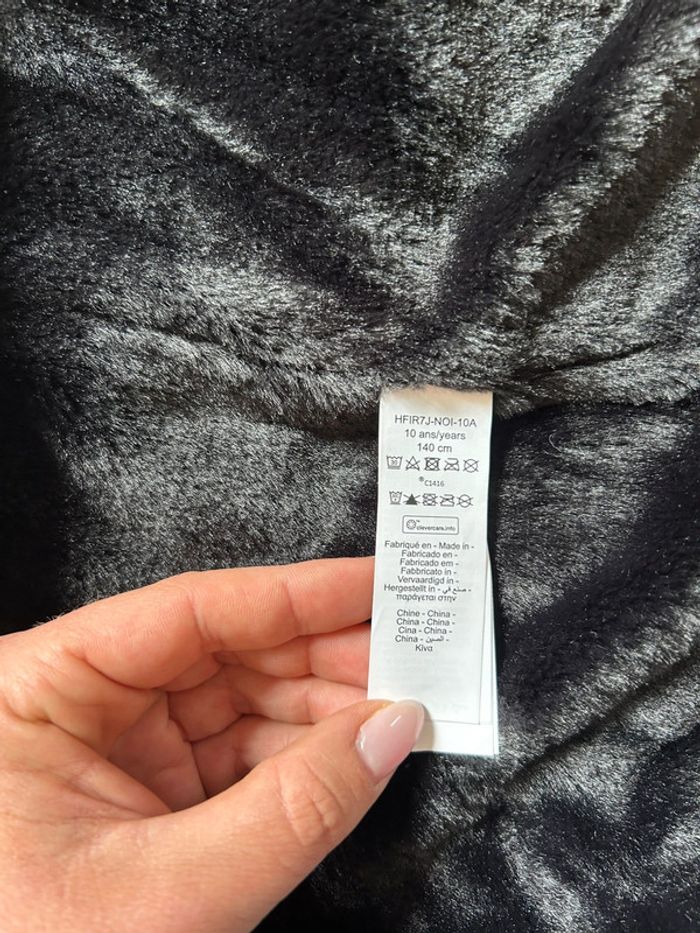 HFIR7J-NOI-10A
10 ans/years
140 cm
30
®C1416
clevercare.info
Fabriqué en - Made in -
Fabricado en -
Fabricado em -
Fabbricato in -
Vervaardigd in -
Hergestellt in - صنع في -
παράγεται στην
Chine - China -
China - China -
Cina - China -
China - الصين -
Κίνα